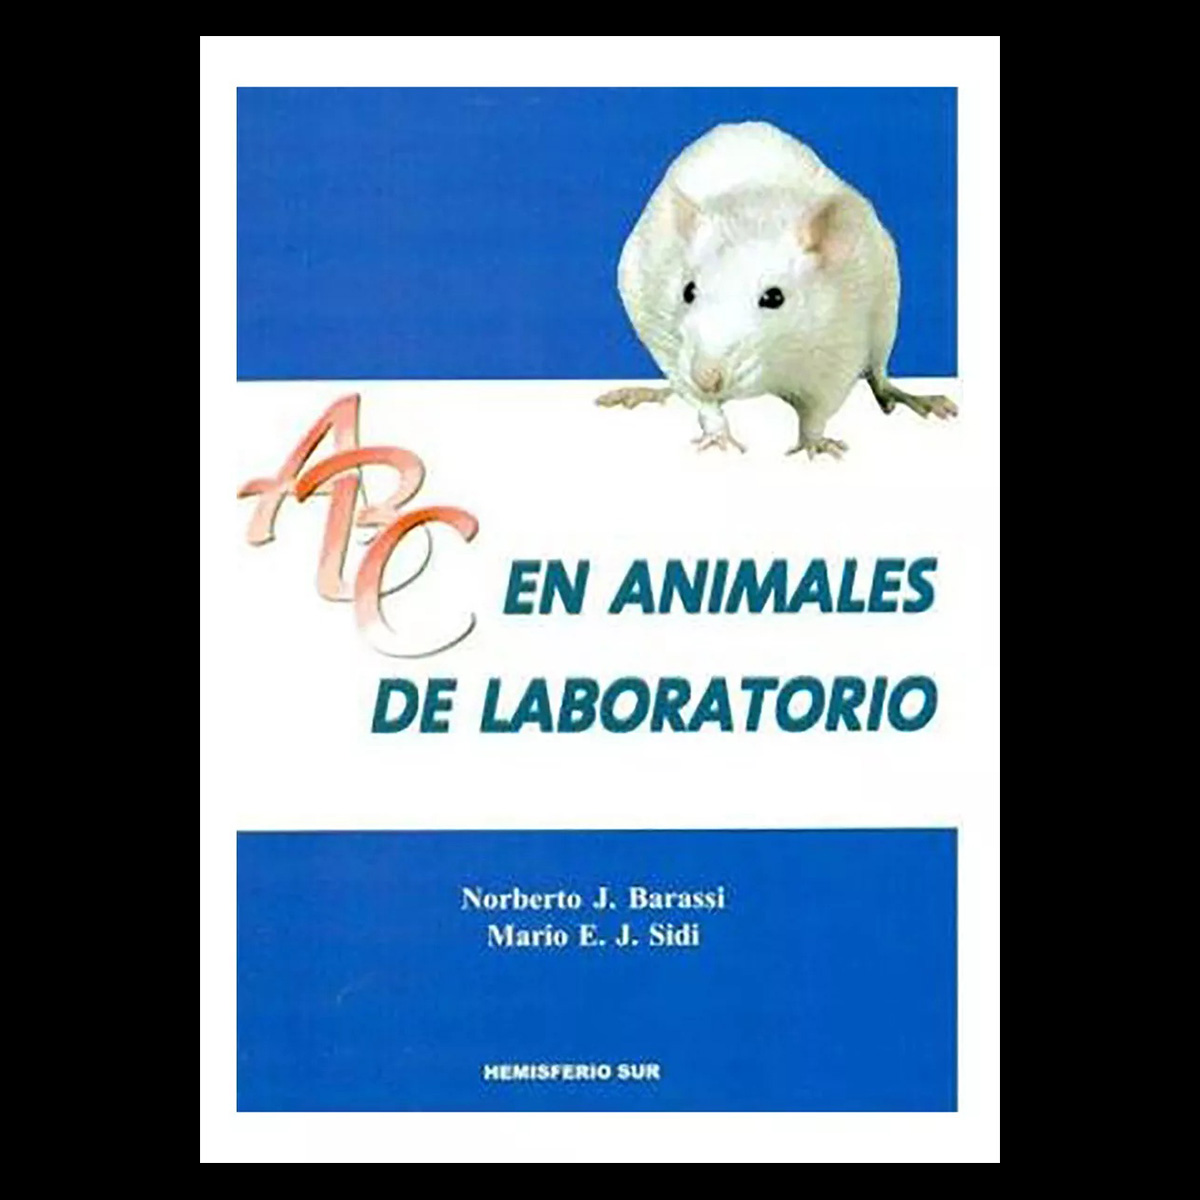 ABC
EN ANIMALES
DE LABORATORIO
Norberto J. Barassi
Mario E. J. Sidi
HEMISFERIO SUR